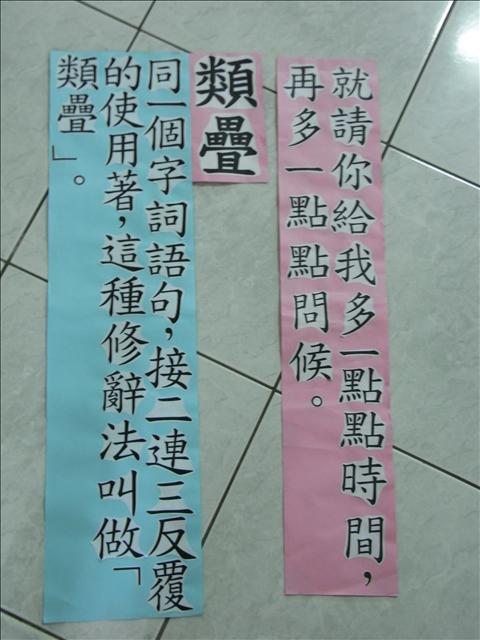 就請你給我多一點點時間，
再多一點點問候。
類疊
同一個字詞語句，接二連三反覆
的使用著，這種修辭法叫做「
類疊」。